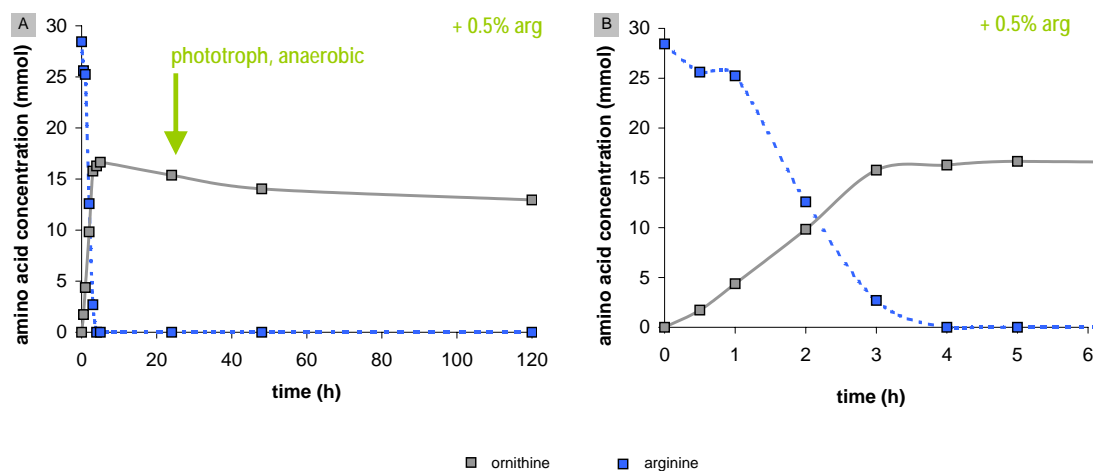 A
+ 0.5% arg
phototroph, anaerobic
amino acid concentration (mmol)
30
25
20
15
10
5
0
0 20 40 60 80 100 120
time (h)
B
+ 0.5% arg
amino acid concentration (mmol)
30
25
20
15
10
5
0
0 1 2 3 4 5 6
time (h)
ornithine arginine